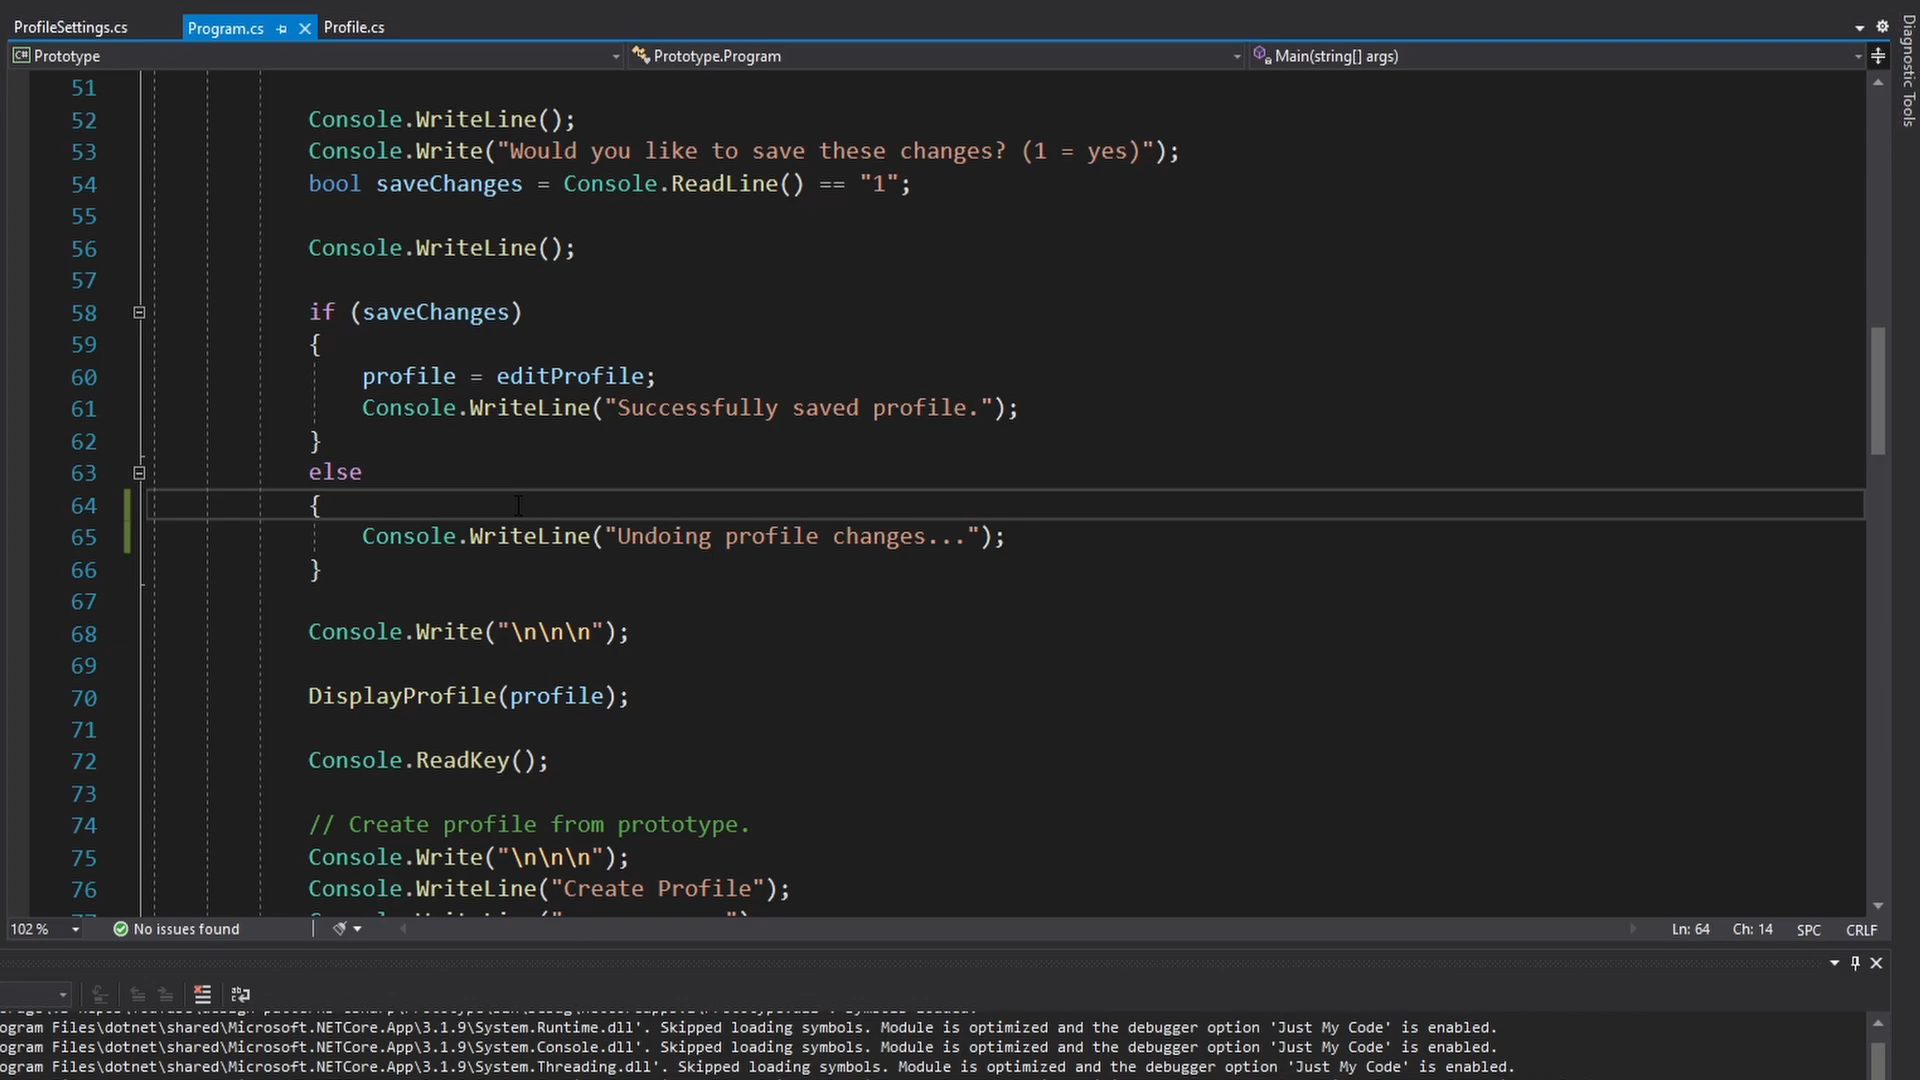 ProfileSettings.cs Program.cs Profile.cs
C# Prototype Prototype.Program Main(string[] args)
Diagnostic Tools
51
52 Console.WriteLine();
53 Console.Write("Would you like to save these changes? (1 = yes)");
54 bool saveChanges = Console.ReadLine() == "1";
55
56 Console.WriteLine();
57
58 if (saveChanges)
59 {
60 profile = editProfile;
61 Console.WriteLine("Successfully saved profile.");
62 }
63 else
64 {
65 Console.WriteLine("Undoing profile changes...");
66 }
67
68 Console.Write("\n\n\n");
69
70 DisplayProfile(profile);
71
72 Console.ReadKey();
73
74 // Create profile from prototype.
75 Console.Write("\n\n\n");
76 Console.WriteLine("Create Profile");
102 % No issues found Ln: 64 Ch: 14 SPC CRLF
ogram Files\dotnet\shared\Microsoft.NETCore.App\3.1.9\System.Runtime.dll'. Skipped loading symbols. Module is optimized and the debugger option 'Just My Code' is enabled.
ogram Files\dotnet\shared\Microsoft.NETCore.App\3.1.9\System.Console.dll'. Skipped loading symbols. Module is optimized and the debugger option 'Just My Code' is enabled.
ogram Files\dotnet\shared\Microsoft.NETCore.App\3.1.9\System.Threading.dll'. Skipped loading symbols. Module is optimized and the debugger option 'Just My Code' is enabled.